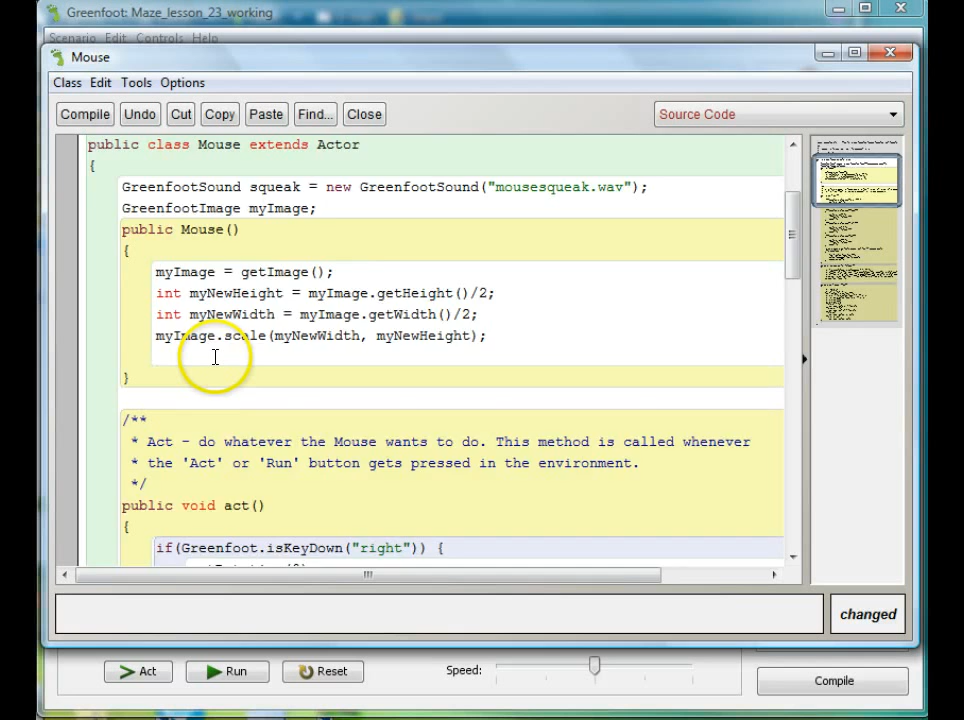 Greenfoot: Maze_lesson_23_working
Scenario Edit Controls Help
Mouse
Class Edit Tools Options
Compile Undo Cut Copy Paste Find... Close Source Code
public class Mouse extends Actor
{
GreenfootSound squeak = new GreenfootSound("mousesqueak.wav");
GreenfootImage myImage;
public Mouse()
{
myImage = getImage();
int myNewHeight = myImage.getHeight()/2;
int myNewWidth = myImage.getWidth()/2;
myImage.scale(myNewWidth, myNewHeight);
}
/**
* Act - do whatever the Mouse wants to do. This method is called whenever
* the 'Act' or 'Run' button gets pressed in the environment.
*/
public void act()
{
if(Greenfoot.isKeyDown("right")) {
changed
Act Run Reset Speed: Compile